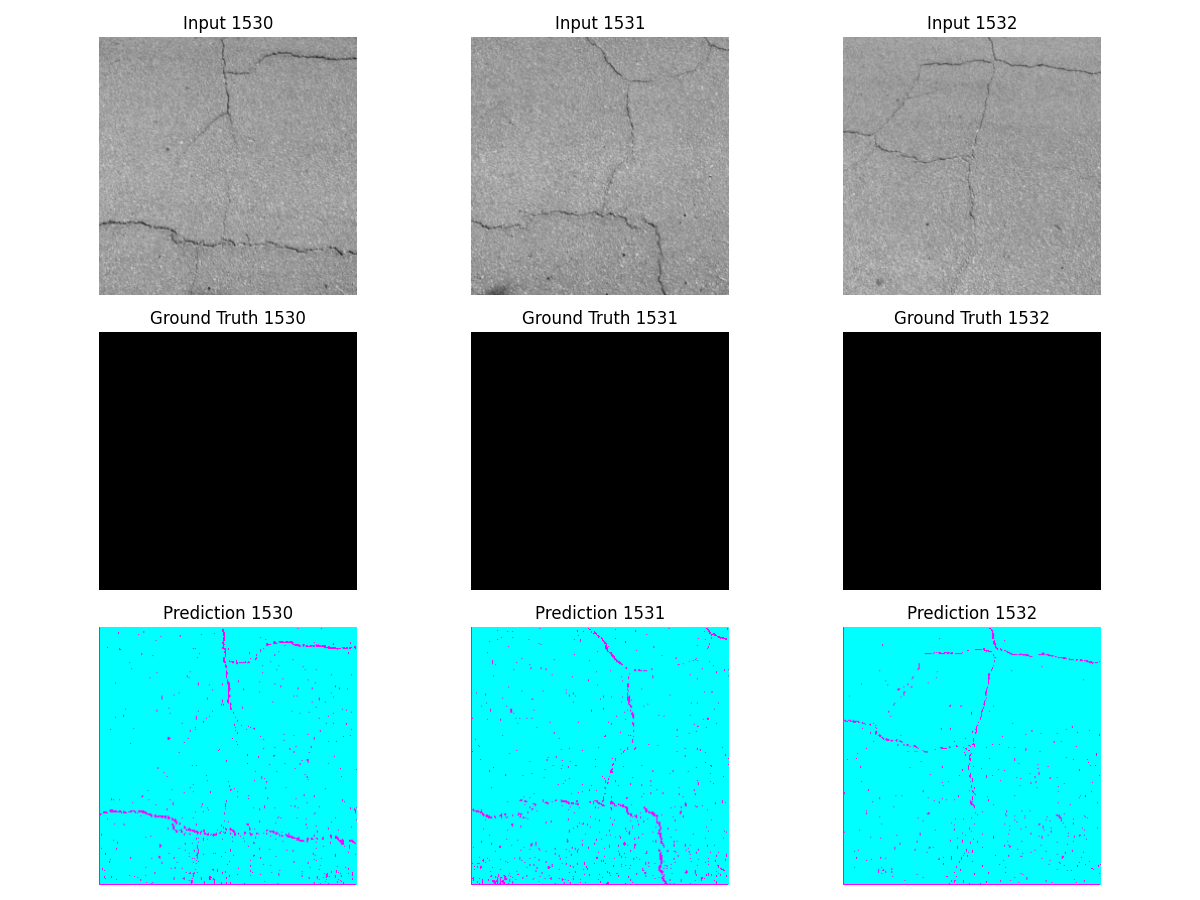 Input 1530
Input 1531
Input 1532
Ground Truth 1530
Ground Truth 1531
Ground Truth 1532
Prediction 1530
Prediction 1531
Prediction 1532